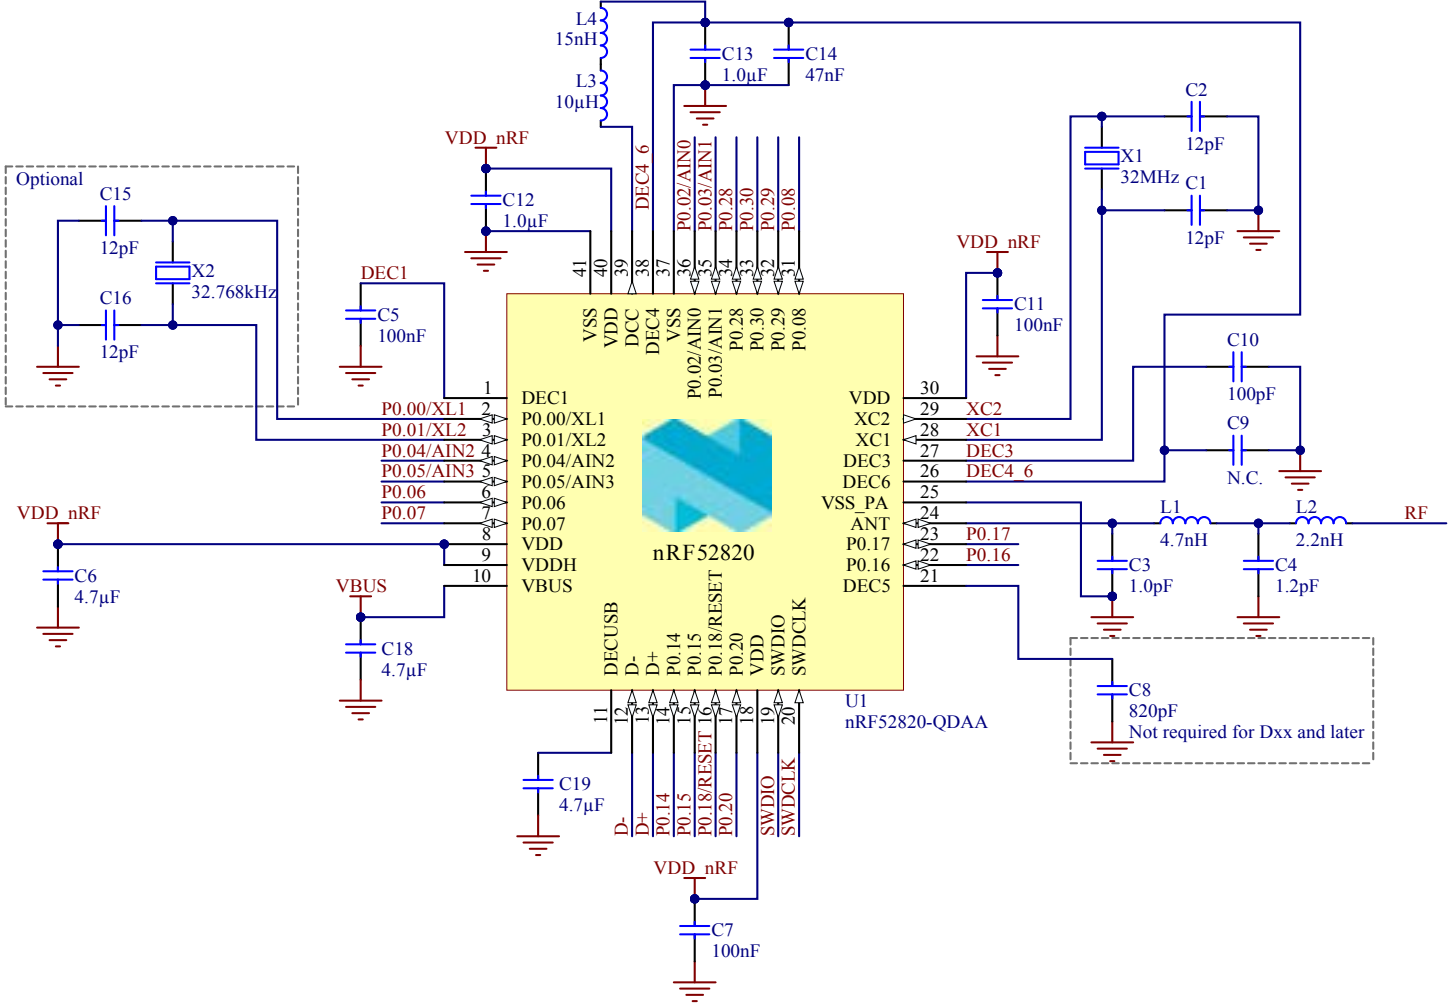 L4
15nH
L3
10µH
C13
1.0µF
C14
47nF
C2
12pF
X1
32MHz
C1
12pF
VDD_nRF
C12
1.0µF
DEC4_6
P0.02/AIN0
P0.03/AIN1
P0.28
P0.30
P0.29
P0.08
Optional
C15
12pF
X2
32.768kHz
C16
12pF
DEC1
C5
100nF
VDD_nRF
C11
100nF
C10
100pF
C9
N.C.
41
40
39
38
37
36
35
34
33
32
31
VSS
VDD
DCC
DEC4
VSS
P0.02/AIN0
P0.03/AIN1
P0.28
P0.30
P0.29
P0.08
1 DEC1
P0.00/XL1 2 P0.00/XL1
P0.01/XL2 3 P0.01/XL2
P0.04/AIN2 4 P0.04/AIN2
P0.05/AIN3 5 P0.05/AIN3
P0.06 6 P0.06
P0.07 7 P0.07
8 VDD
9 VDDH
10 VBUS
VDD 30
XC2 29 XC2
XC1 28 XC1
DEC3 27 DEC3
DEC6 26 DEC4_6
VSS_PA 25
ANT 24
P0.17 23 P0.17
P0.16 22 P0.16
DEC5 21
nRF52820
VDD_nRF
C6
4.7µF
VBUS
C18
4.7µF
L1
4.7nH
L2
2.2nH
RF
C3
1.0pF
C4
1.2pF
C8
820pF
Not required for Dxx and later
DECUSB
D-
D+
P0.14
P0.15
P0.18/RESET
P0.20
VDD
SWDIO
SWDCLK
11
12
13
14
15
16
17
18
19
20
U1
nRF52820-QDAA
C19
4.7µF
D-
D+
P0.14
P0.15
P0.18/RESET
P0.20
SWDIO
SWDCLK
VDD_nRF
C7
100nF